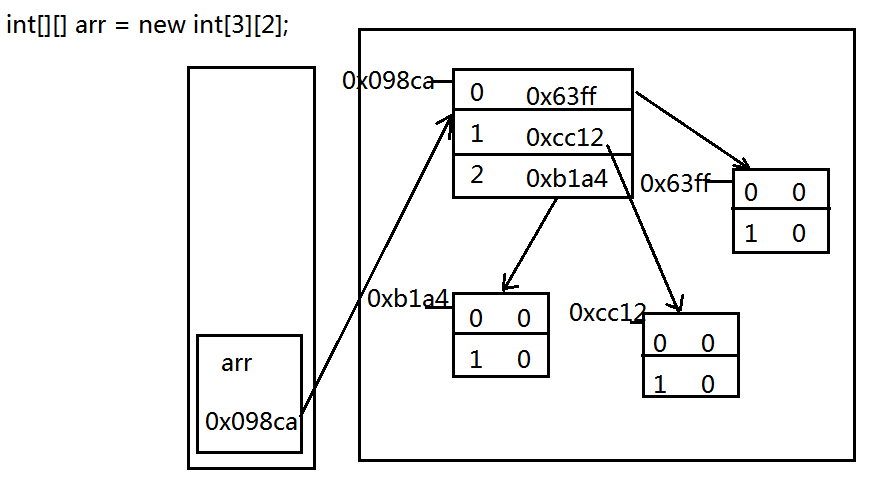 int[][] arr = new int[3][2];
0x098ca
0 0x63ff
1 0xcc12
2 0xb1a4
0x63ff
0 0
1 0
0xb1a4
0 0
1 0
0xcc12
0 0
1 0
arr
0x098ca